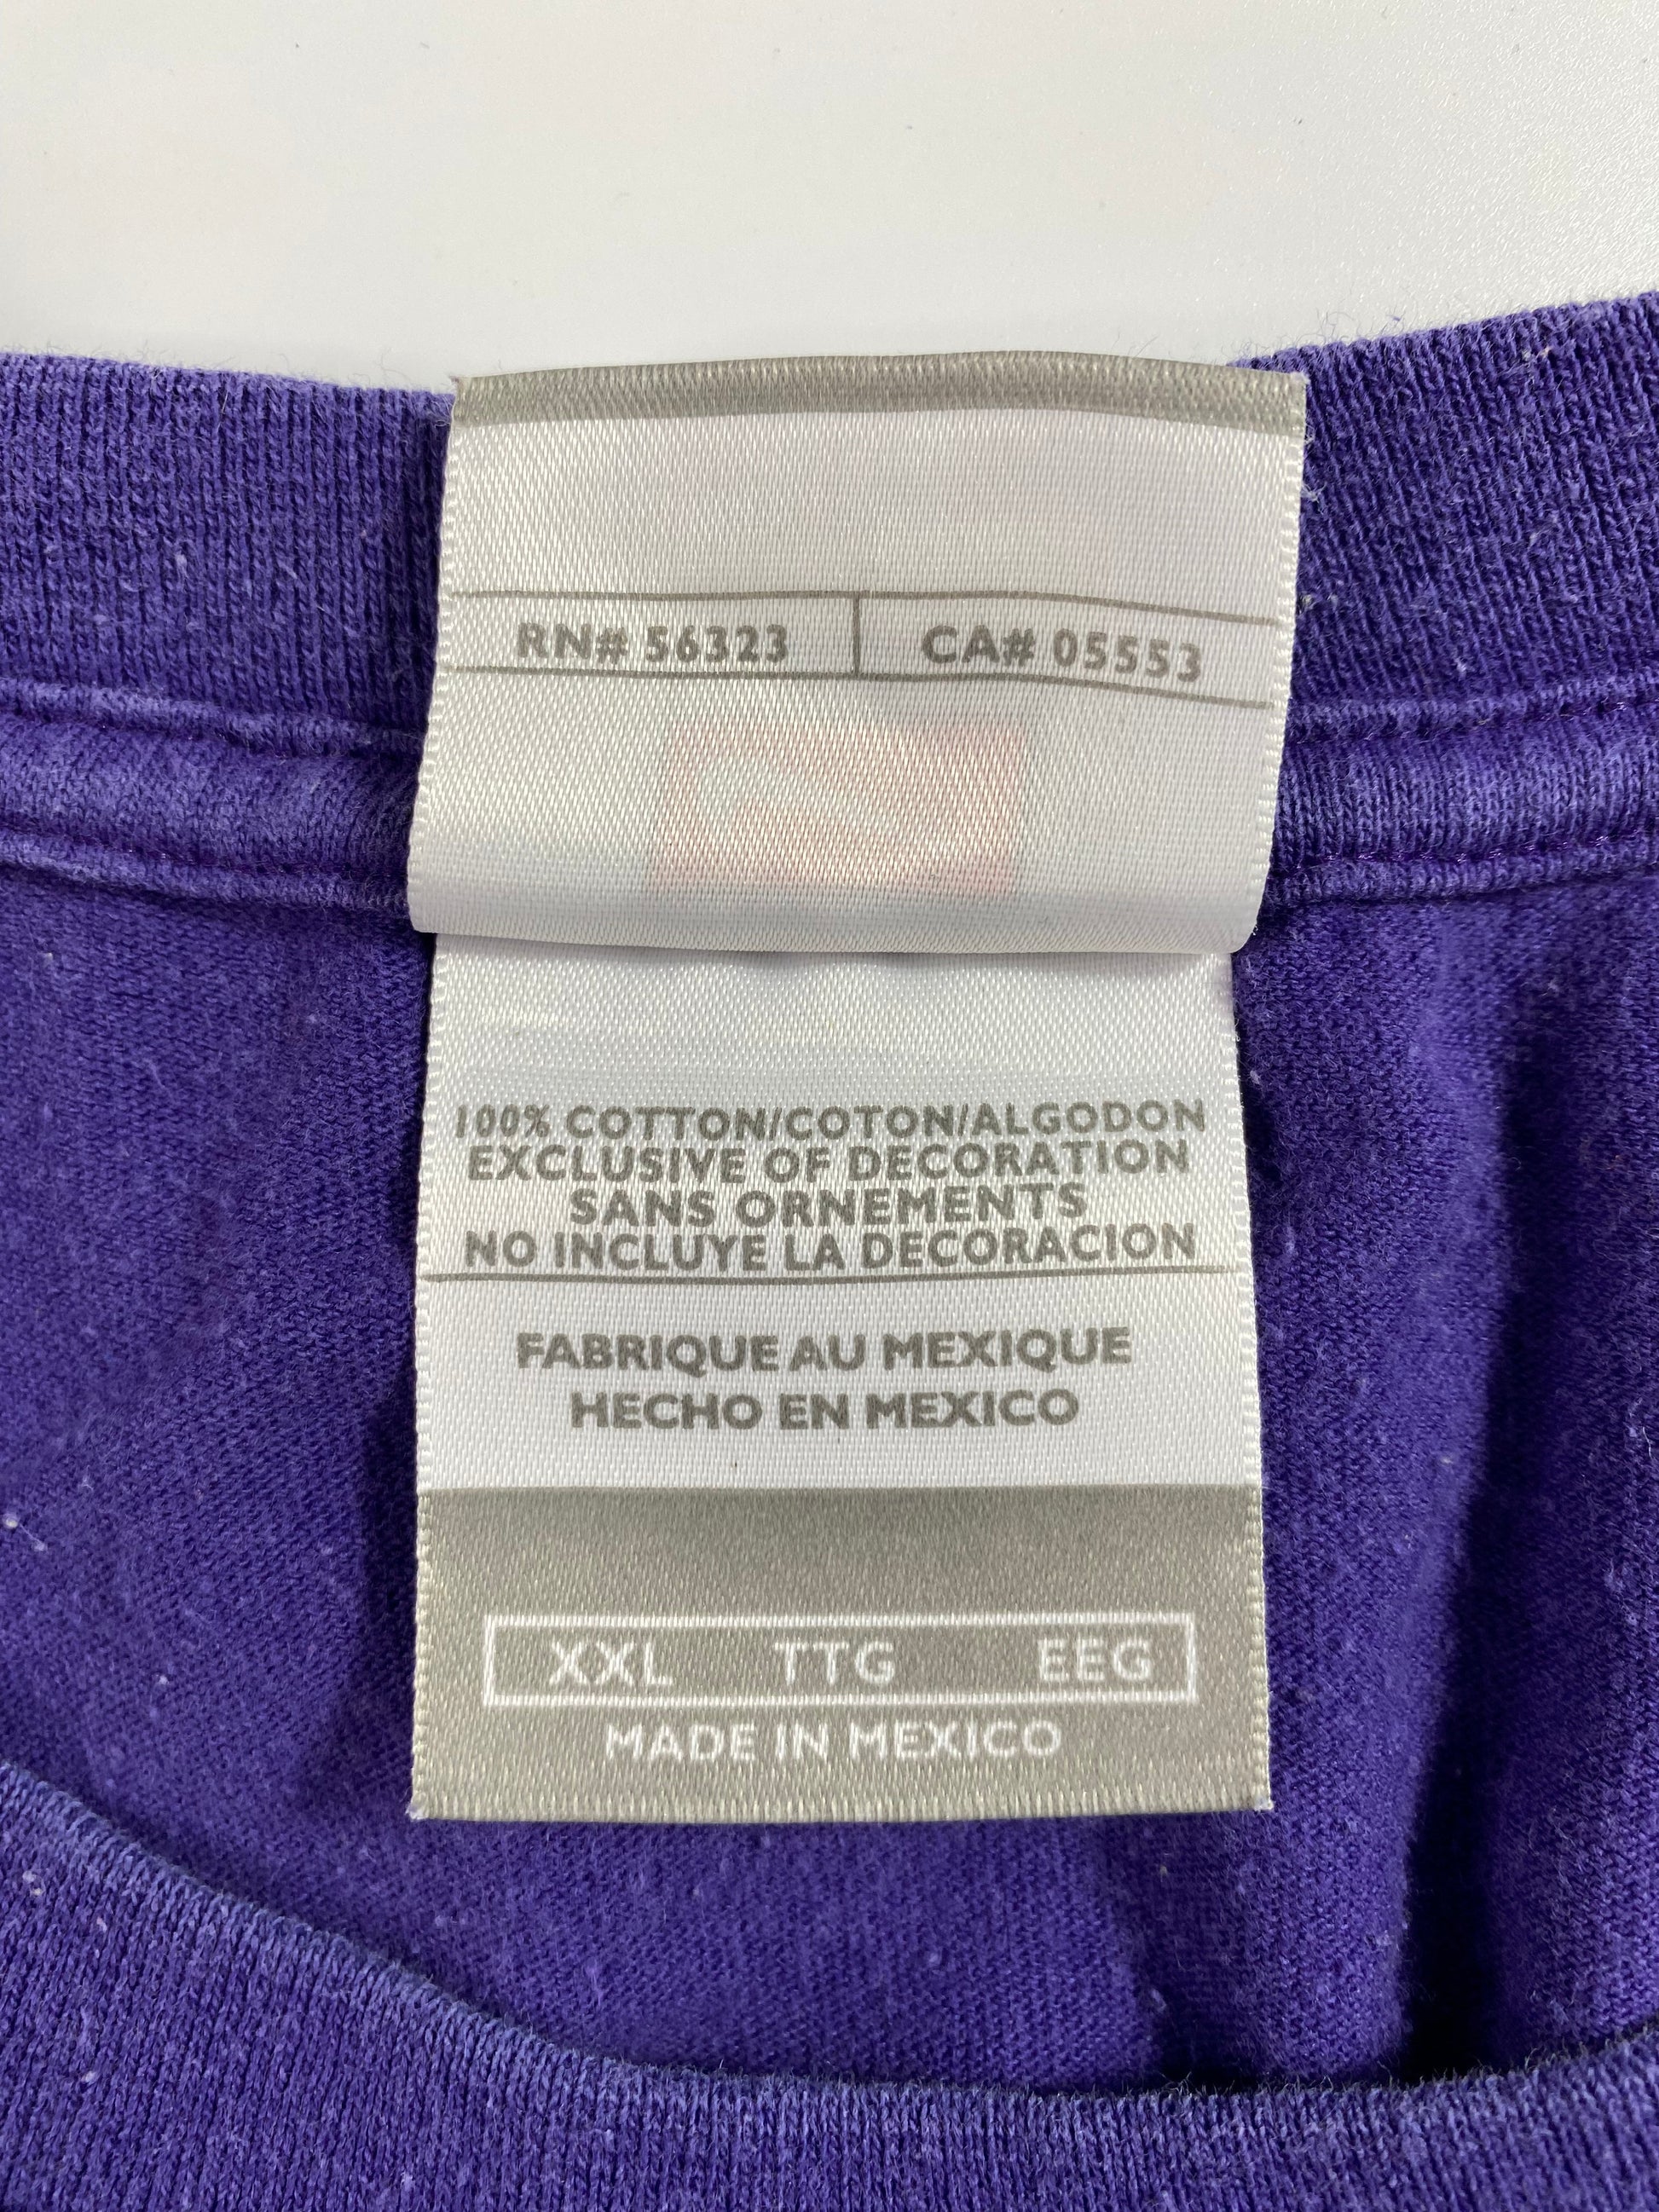 RN# 56323 CA# 05553
100% COTTON/COTON/ALGODON
EXCLUSIVE OF DECORATION
SANS ORNEMENTS
NO INCLUYE LA DECORACION
FABRIQUE AU MEXIQUE
HECHO EN MEXICO
XXL TTG EEG
MADE IN MEXICO